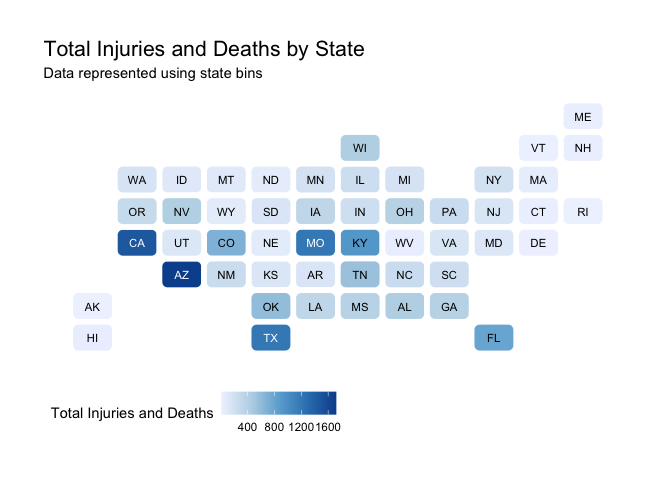 Total Injuries and Deaths by State
Data represented using state bins
ME
WI VT NH
WA ID MT ND MN IL MI NY MA
OR NV WY SD IA IN OH PA NJ CT RI
CA UT CO NE MO KY WV VA MD DE
AZ NM KS AR TN NC SC
AK OK LA MS AL GA
HI TX FL
Total Injuries and Deaths
400 800 1200 1600